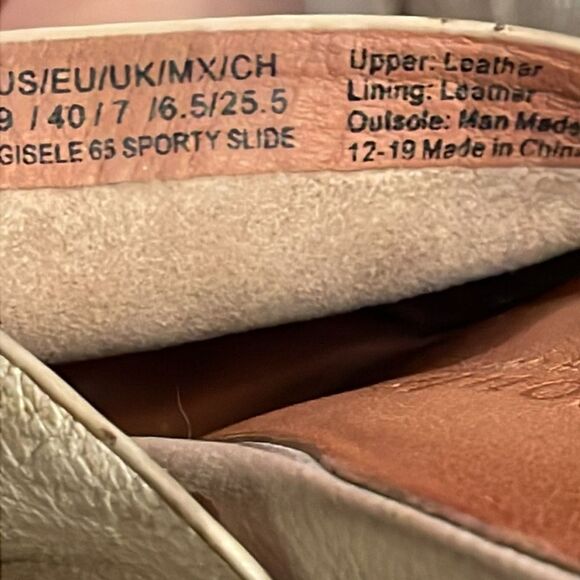 US/EU/UK/MX/CH
9 / 40 / 7 /6.5/25.5
GISELE 65 SPORTY SLIDE
Upper: Leather
Lining: Leather
Outsole: Man Made
12-19 Made in China